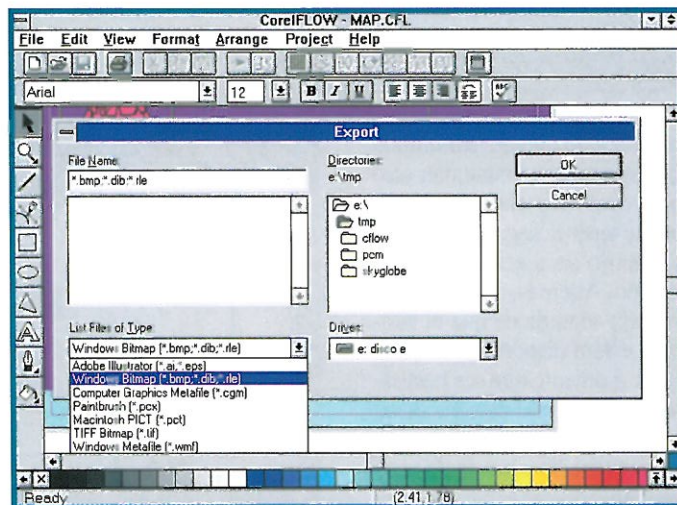 CorelFLOW - MAP.CFL
File Edit View Format Arrange Project Help
Arial 12 B I U ABC
Export
File Name:
*.bmp;*.dib;*.rle
Directories:
e:\tmp
OK
Cancel
e:\
tmp
cflow
pcm
skyglobe
List Files of Type:
Windows Bitmap (*.bmp;*.dib;*.rle)
Drives:
e: disco e
Adobe Illustrator (*.ai,*.eps)
Windows Bitmap (*.bmp;*.dib;*.rle)
Computer Graphics Metafile (*.cgm)
Paintbrush (*.pcx)
Macintosh PICT (*.pct)
TIFF Bitmap (*.tif)
Windows Metafile (*.wmf)
A
Ready (2.41,1.78)